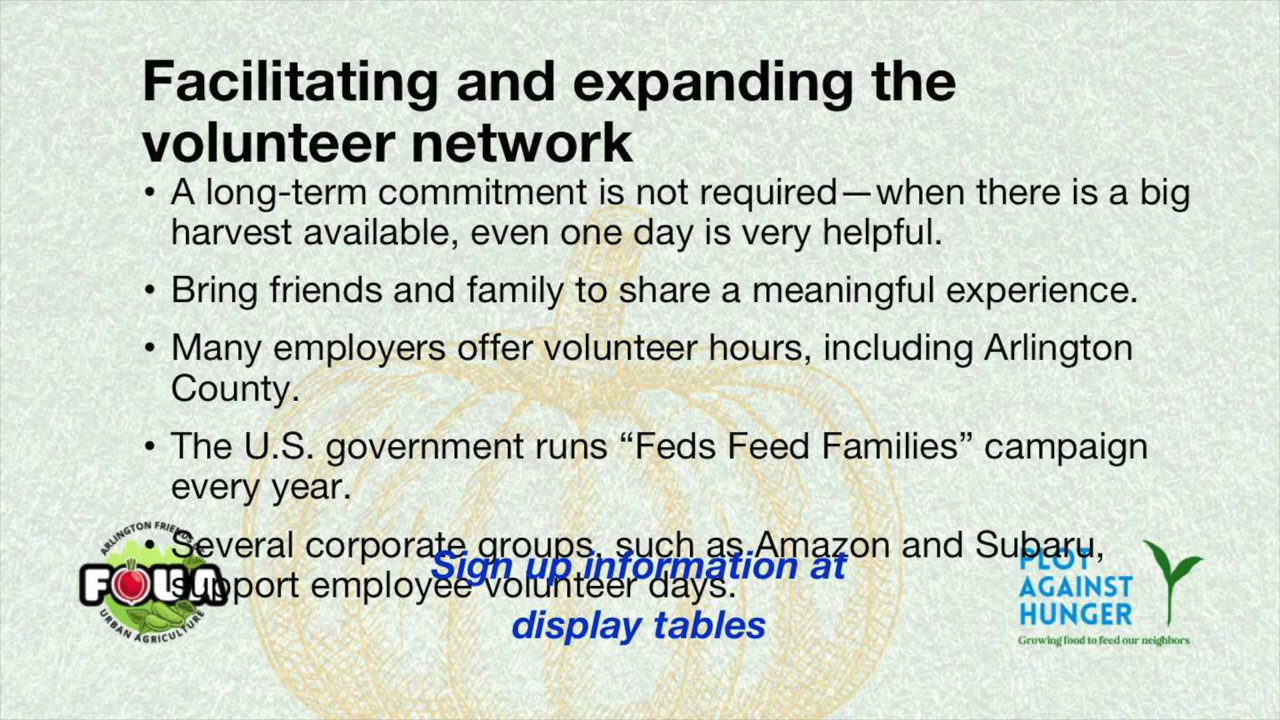 Facilitating and expanding the
volunteer network
• A long-term commitment is not required—when there is a big
harvest available, even one day is very helpful.
• Bring friends and family to share a meaningful experience.
• Many employers offer volunteer hours, including Arlington
County.
• The U.S. government runs “Feds Feed Families” campaign
every year.
• Several corporate groups, such as Amazon and Subaru,
support employee volunteer days.
Sign up information at
display tables
ARLINGTON FRIENDS
FOUA
URBAN AGRICULTURE
PLOT
AGAINST
HUNGER
Growing food to feed our neighbors